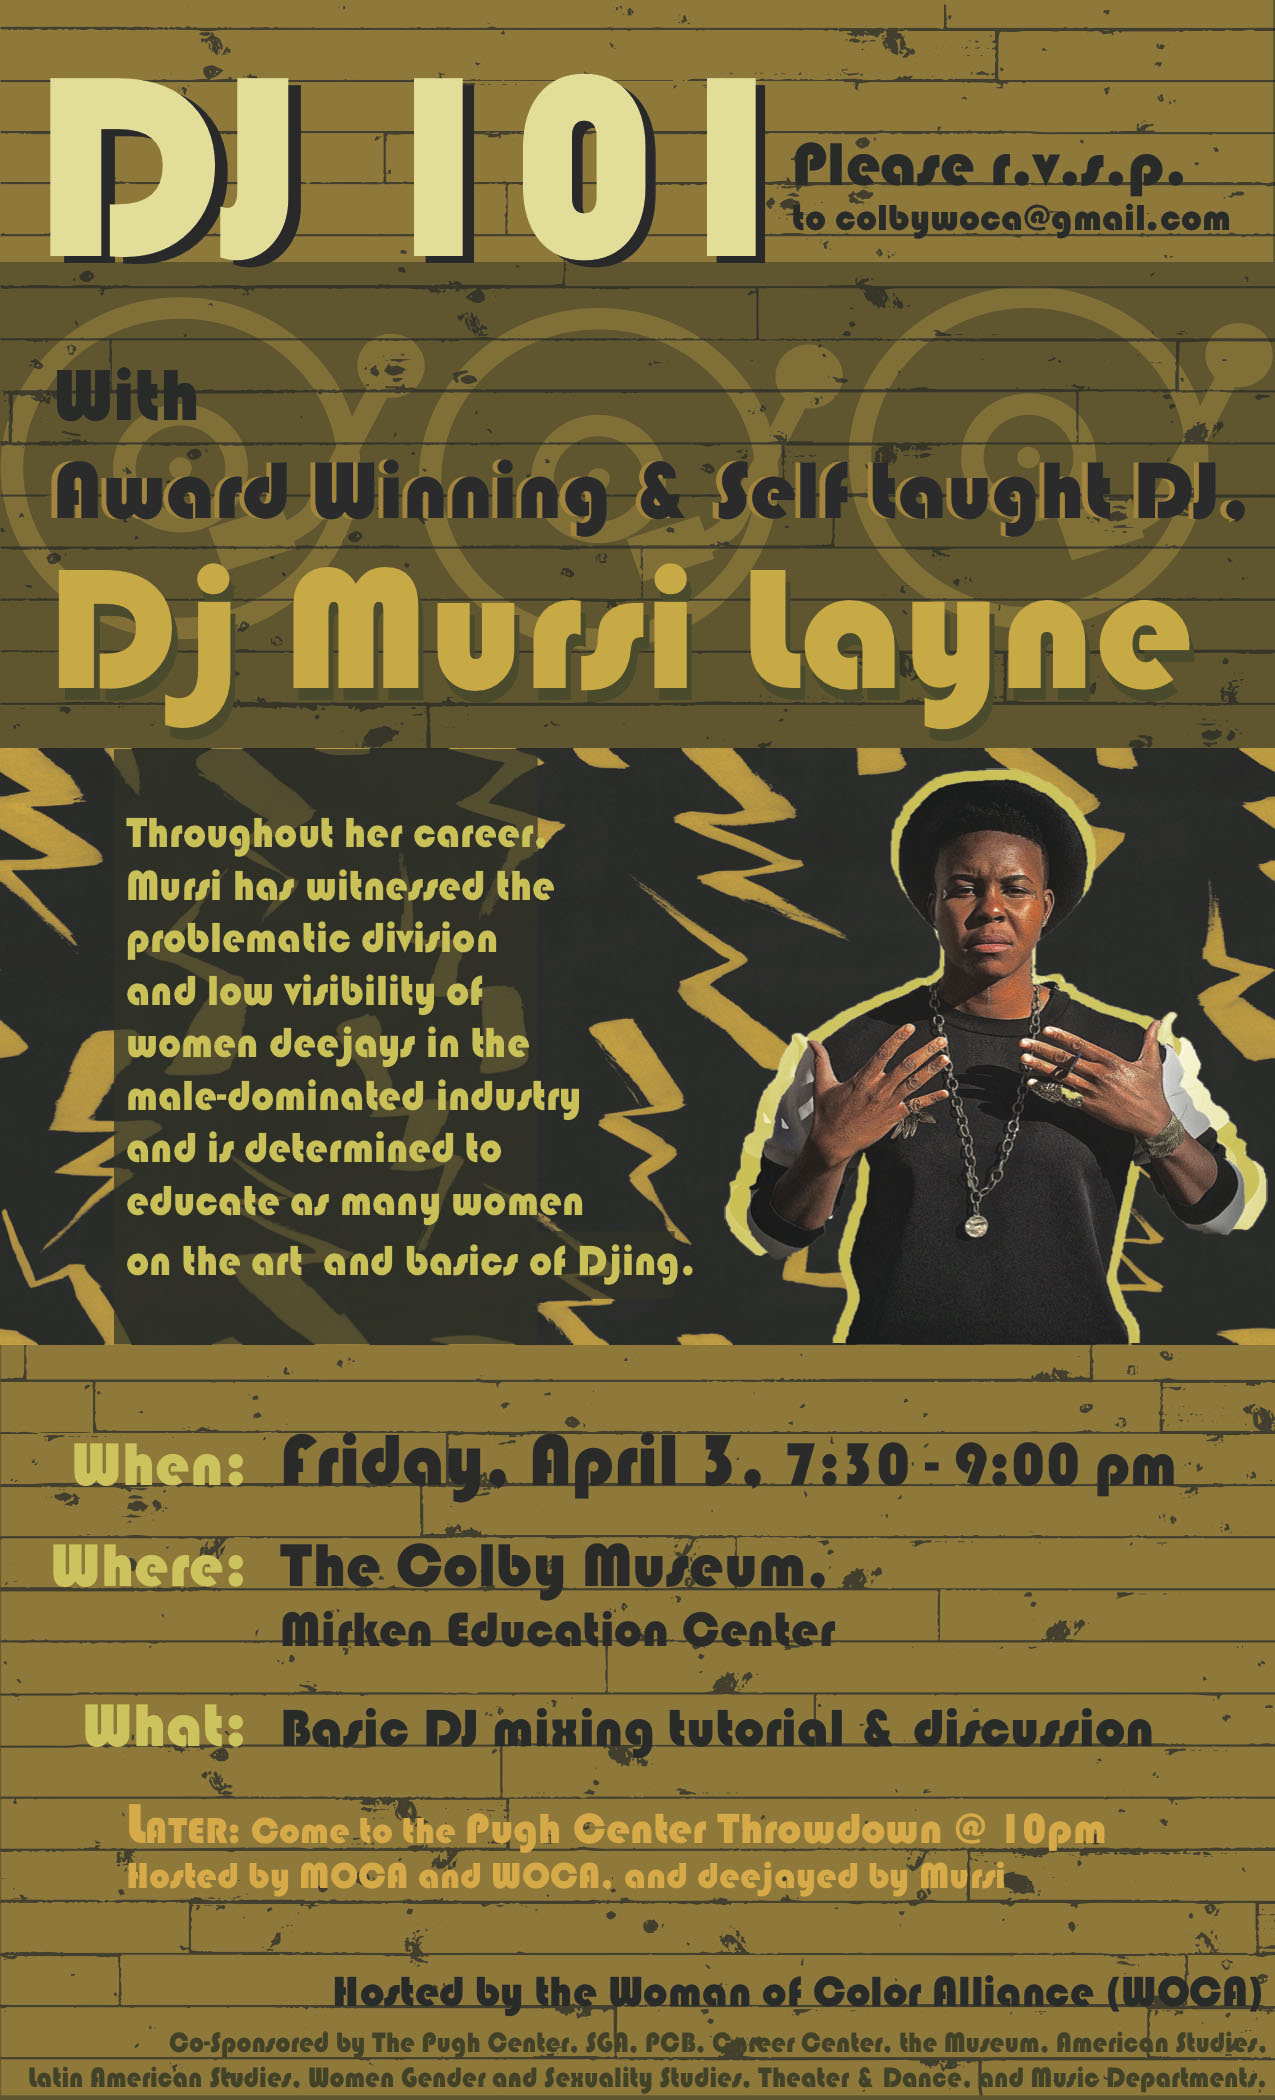 DJ 101
Please r.v.s.p.
to colbywoca@gmail.com
With
Award Winning & Self taught DJ,
Dj Mursi Layne
Throughout her career,
Mursi has witnessed the
problematic division
and low visibility of
women deejays in the
male-dominated industry
and is determined to
educate as many women
on the art and basics of Djing.
When: Friday, April 3, 7:30 - 9:00 pm
Where: The Colby Museum,
Mirken Education Center
What: Basic DJ mixing tutorial & discussion
LATER: Come to the Pugh Center Throwdown @ 10pm
Hosted by MOCA and WOCA, and deejayed by Mursi
Hosted by the Woman of Color Alliance (WOCA)
Co-Sponsored by The Pugh Center, SGA, PCB, Career Center, the Museum, American Studies,
Latin American Studies, Women Gender and Sexuality Studies, Theater & Dance, and Music Departments.